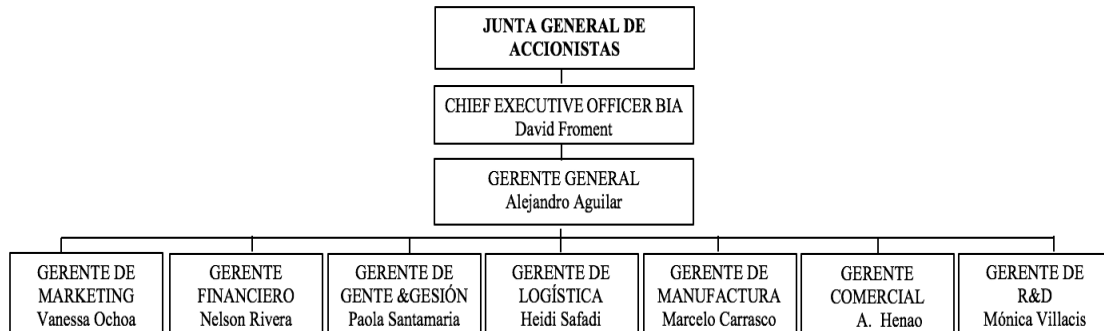 JUNTA GENERAL DE
ACCIONISTAS
CHIEF EXECUTIVE OFFICER BIA
David Froment
GERENTE GENERAL
Alejandro Aguilar
GERENTE DE
MARKETING
Vanessa Ochoa
GERENTE
FINANCIERO
Nelson Rivera
GERENTE DE
GENTE &GESIÓN
Paola Santamaria
GERENTE DE
LOGÍSTICA
Heidi Safadi
GERENTE DE
MANUFACTURA
Marcelo Carrasco
GERENTE
COMERCIAL
A. Henao
GERENTE DE
R&D
Mónica Villacis